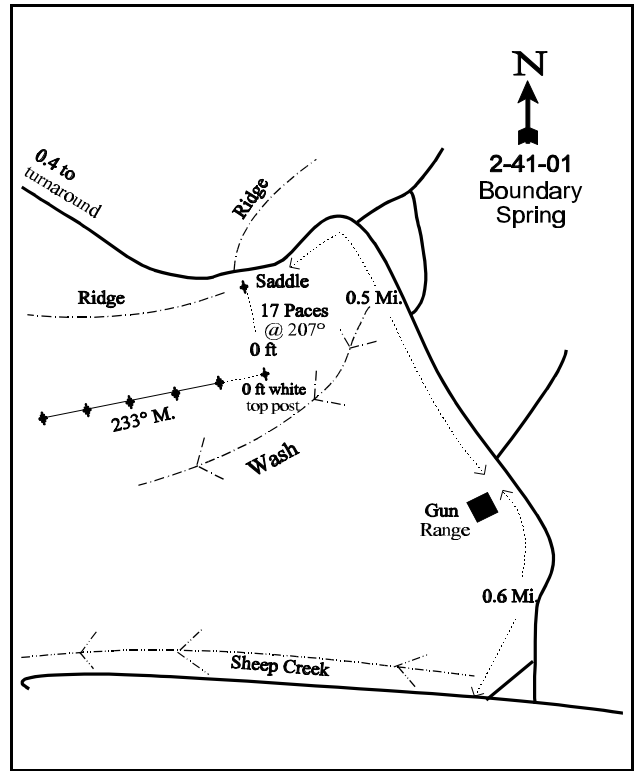 N
2-41-01
Boundary
Spring
0.4 to
turnaround
Ridge
Saddle
Ridge
0.5 Mi.
17 Paces
@ 207°
0 ft
0 ft white
top post
233° M.
Wash
Gun
Range
0.6 Mi.
Sheep Creek